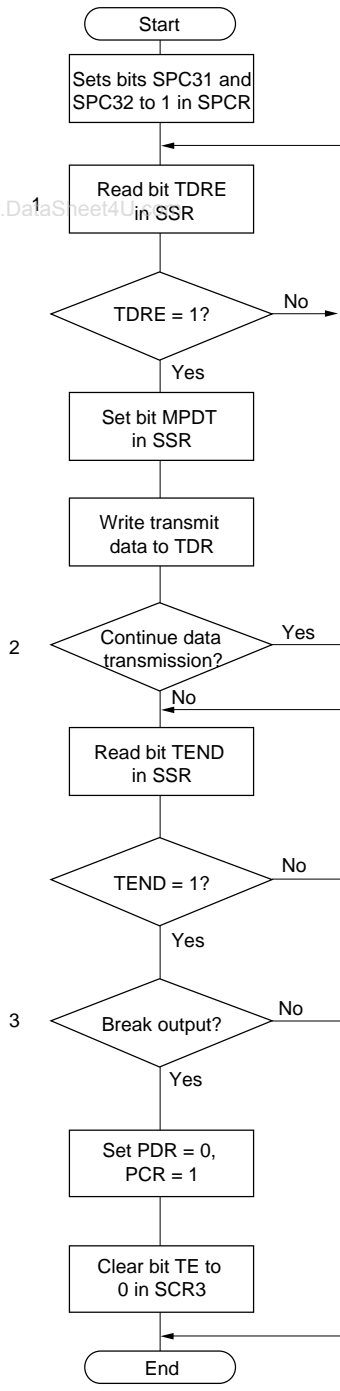 Start
Sets bits SPC31 and
SPC32 to 1 in SPCR
1
Read bit TDRE
in SSR
.DataSheet4U.com
TDRE = 1?
No
Yes
Set bit MPDT
in SSR
Write transmit
data to TDR
2
Continue data
transmission?
Yes
No
Read bit TEND
in SSR
TEND = 1?
No
Yes
3
Break output?
No
Yes
Set PDR = 0,
PCR = 1
Clear bit TE to
0 in SCR3
End